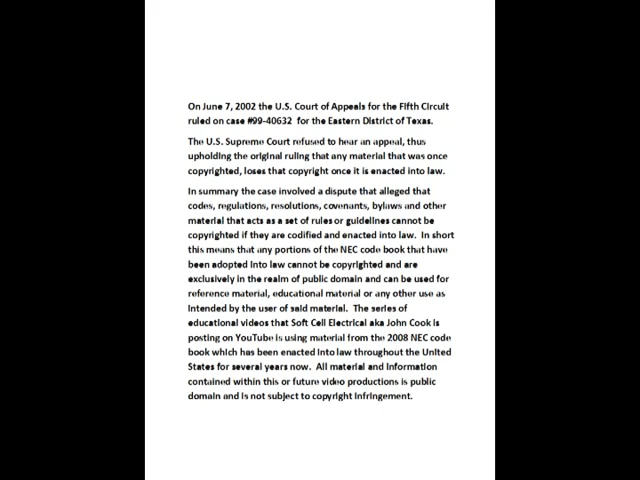 On June 7, 2002 the U.S. Court of Appeals for the Fifth Circuit
ruled on case #99-40632  for the Eastern District of Texas.
The U.S. Supreme Court refused to hear an appeal, thus
upholding the original ruling that any material that was once
copyrighted, loses that copyright once it is enacted into law.
In summary the case involved a dispute that alleged that
codes, regulations, resolutions, covenants, bylaws and other
material that acts as a set of rules or guidelines cannot be
copyrighted if they are codified and enacted into law.  In short
this means that any portions of the NEC code book that have
been adopted into law cannot be copyrighted and are
exclusively in the realm of public domain and can be used for
reference material, educational material or any other use as
intended by the user of said material.  The series of
educational videos that Soft Cell Electrical aka John Cook is
posting on YouTube is using material from the 2008 NEC code
book which has been enacted into law throughout the United
States for several years now.  All material and information
contained within this or future video productions is public
domain and is not subject to copyright infringement.